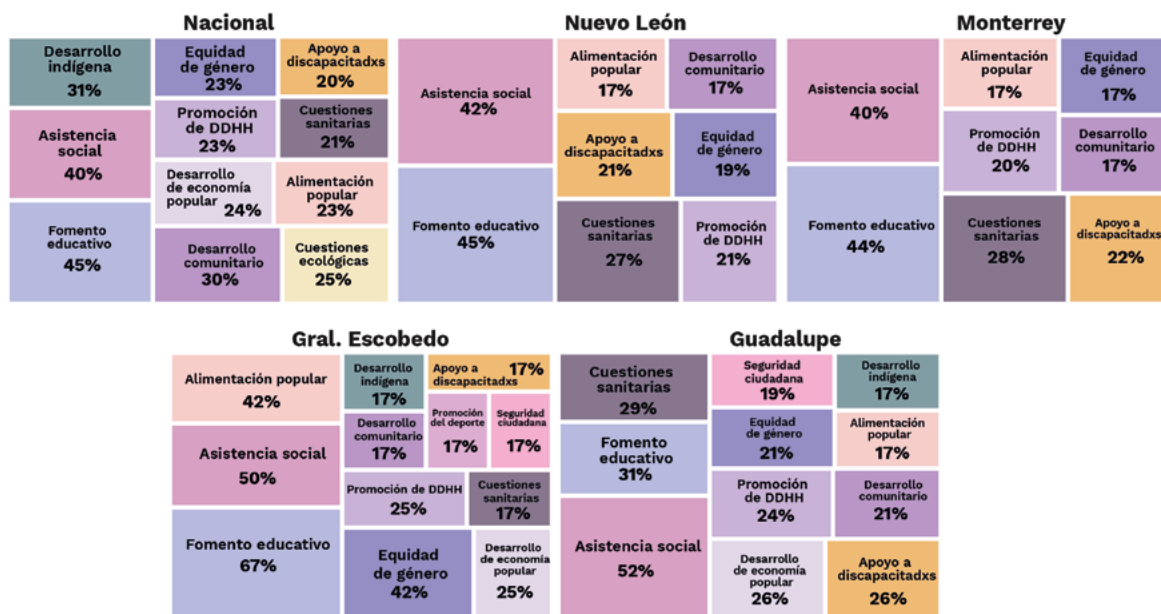 Nacional
Desarrollo
indígena
31%
Equidad
de género
23%
Apoyo a
discapacitadxs
20%
Asistencia
social
40%
Promoción
de DDHH
23%
Cuestiones
sanitarias
21%
Desarrollo
de economía
popular 24%
Alimentación
popular
23%
Fomento
educativo
45%
Desarrollo
comunitario
30%
Cuestiones
ecológicas
25%
Nuevo León
Asistencia social
42%
Alimentación
popular
17%
Desarrollo
comunitario
17%
Apoyo a
discapacitadxs
21%
Equidad
de género
19%
Fomento educativo
45%
Cuestiones
sanitarias
27%
Promoción
de DDHH
21%
Monterrey
Asistencia social
40%
Alimentación
popular
17%
Equidad
de género
17%
Promoción
de DDHH
20%
Desarrollo
comunitario
17%
Fomento educativo
44%
Cuestiones
sanitarias
28%
Apoyo a
discapacitadxs
22%
Gral. Escobedo
Alimentación popular
42%
Desarrollo
indígena
17%
Apoyo a 17%
discapacitadxs
Desarrollo
comunitario
17%
Promoción
del deporte
17%
Seguridad
ciudadana
17%
Asistencia social
50%
Promoción de DDHH
25%
Cuestiones
sanitarias
17%
Fomento educativo
67%
Equidad
de género
42%
Desarrollo
de economía
popular
25%
Guadalupe
Cuestiones
sanitarias
29%
Seguridad
ciudadana
19%
Desarrollo
indígena
17%
Fomento
educativo
31%
Equidad
de género
21%
Alimentación
popular
17%
Promoción
de DDHH
24%
Desarrollo
comunitario
21%
Asistencia social
52%
Desarrollo
de economía
popular
26%
Apoyo a
discapacitadxs
26%